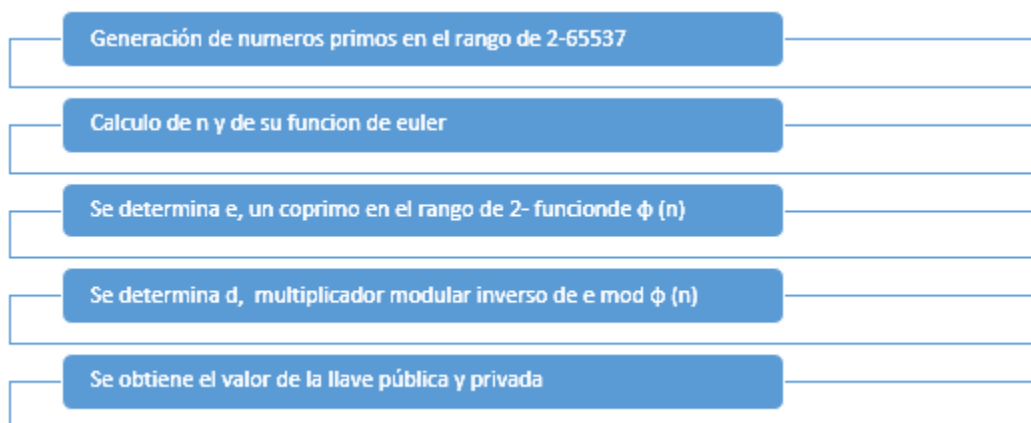 Generación de numeros primos en el rango de 2-65537
Calculo de n y de su funcion de euler
Se determina e, un coprimo en el rango de 2- funcionde ϕ (n)
Se determina d, multiplicador modular inverso de e mod ϕ (n)
Se obtiene el valor de la llave pública y privada